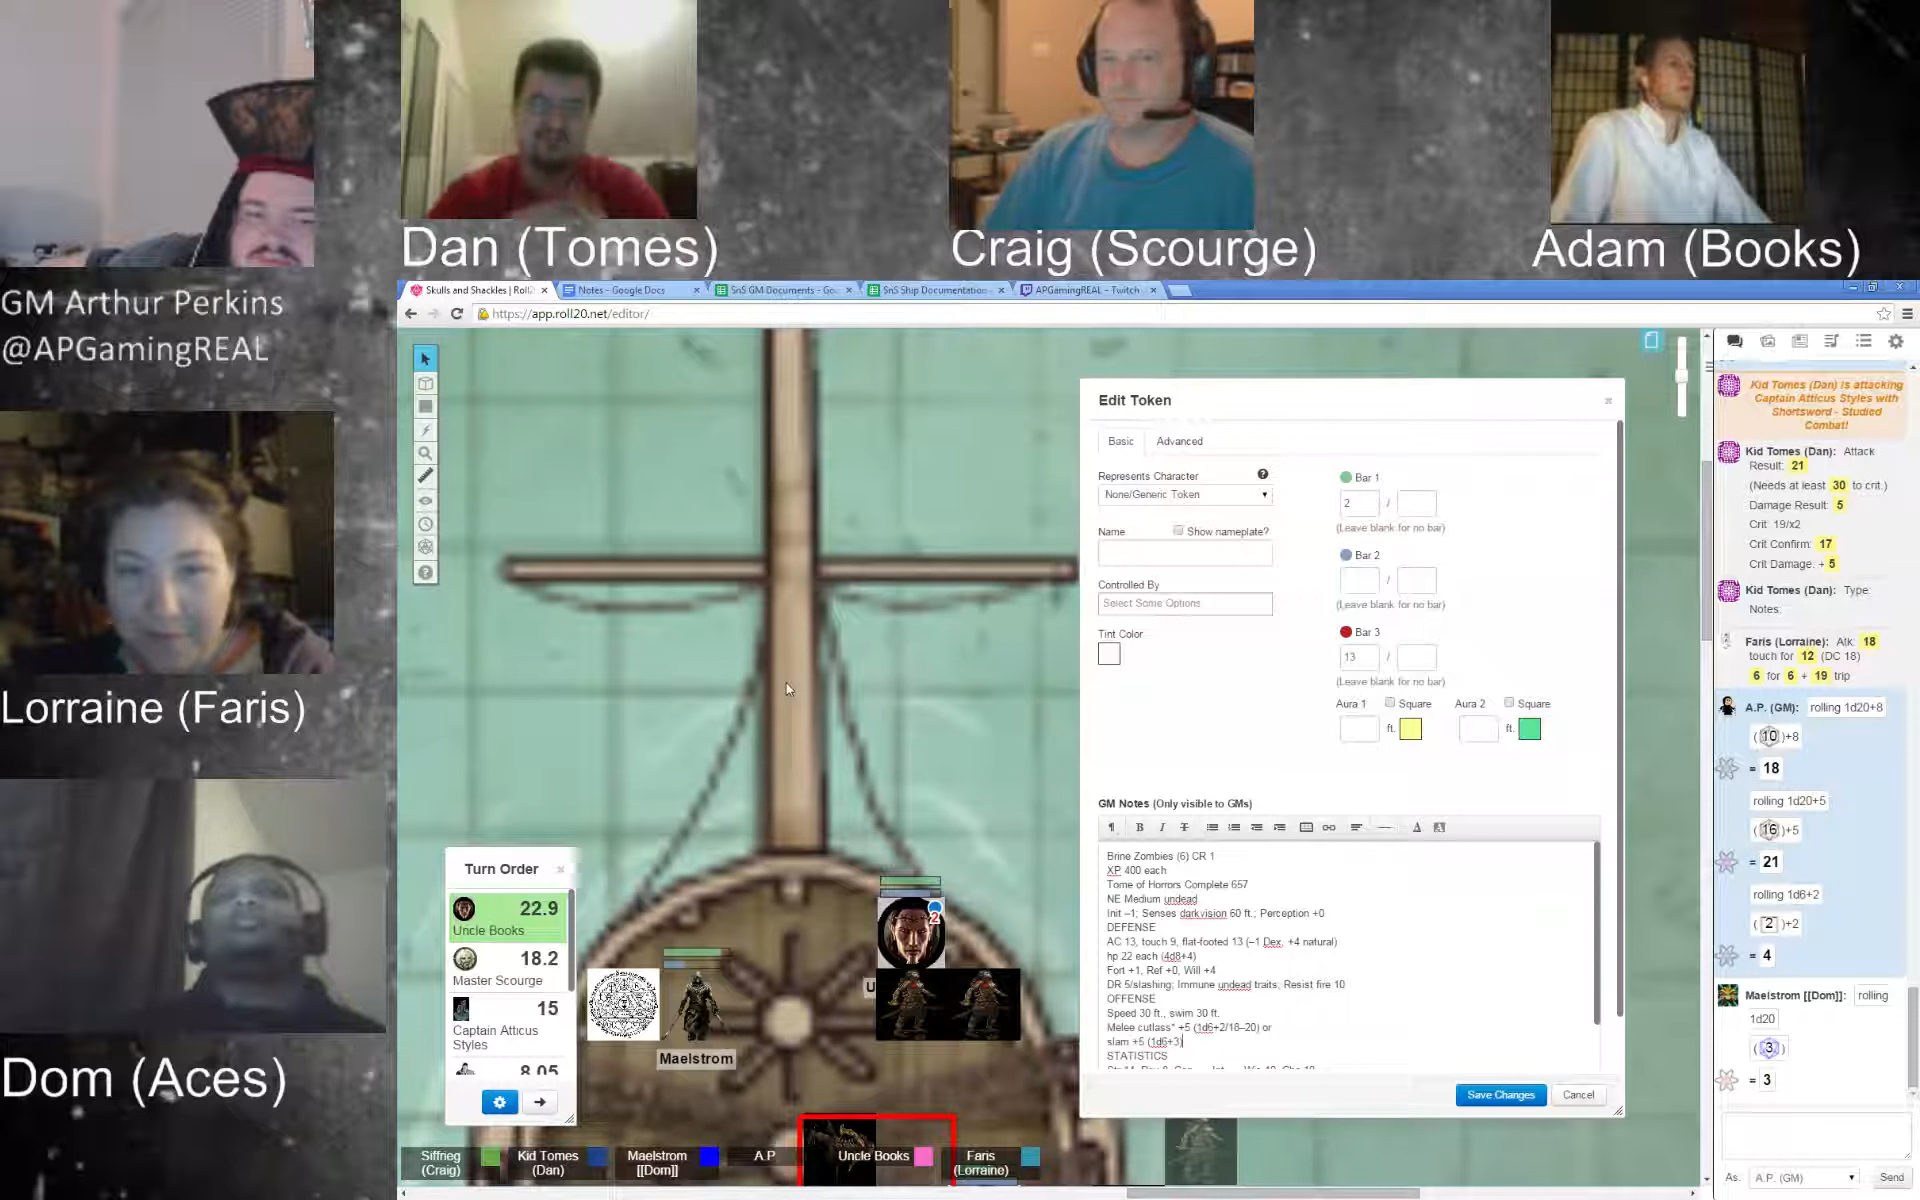 Dan (Tomes)
Craig (Scourge)
Adam (Books)
GM Arthur Perkins
@APGamingREAL
Lorraine (Faris)
Dom (Aces)
Skulls and Shackles | Roll2
Notes - Google Docs
SnS GM Documents - Go
SnS Ship Documentation -
APGamingREAL - Twitch
https://app.roll20.net/editor/
Edit Token
Basic
Advanced
Represents Character
None/Generic Token
Name
Show nameplate?
Controlled By
Select Some Options
Tint Color
Bar 1
2 /
(Leave blank for no bar)
Bar 2
/
(Leave blank for no bar)
Bar 3
13 /
(Leave blank for no bar)
Aura 1 Square Aura 2 Square
ft. ft.
GM Notes (Only visible to GMs)
Brine Zombies (6) CR 1
XP 400 each
Tome of Horrors Complete 657
NE Medium undead
Init –1; Senses darkvision 60 ft.; Perception +0
DEFENSE
AC 13, touch 9, flat-footed 13 (–1 Dex, +4 natural)
hp 22 each (4d8+4)
Fort +1, Ref +0, Will +4
DR 5/slashing; Immune undead traits, Resist fire 10
OFFENSE
Speed 30 ft., swim 30 ft.
Melee cutlass* +5 (1d6+2/18–20) or
slam +5 (1d6+3)
STATISTICS
Save Changes
Cancel
Turn Order
22.9
Uncle Books
18.2
Master Scourge
15
Captain Atticus
Styles
8.05
Maelstrom
2
U
Siffrieg
(Craig)
Kid Tomes
(Dan)
Maelstrom
[[Dom]]
A.P
Uncle Books
Faris
(Lorraine)
Kid Tomes (Dan) is attacking
Captain Atticus Styles with
Shortsword - Studied
Combat!
Kid Tomes (Dan): Attack
Result: 21
(Needs at least 30 to crit.)
Damage Result: 5
Crit: 19/x2
Crit Confirm: 17
Crit Damage: + 5
Kid Tomes (Dan): Type:
Notes:
Faris (Lorraine): Atk: 18
touch for 12 (DC 18)
6 for 6 + 19 trip
A.P. (GM): rolling 1d20+8
(10)+8
= 18
rolling 1d20+5
(16)+5
= 21
rolling 1d6+2
(2)+2
= 4
Maelstrom [[Dom]]: rolling
1d20
(3)
= 3
As: A.P. (GM)
Send